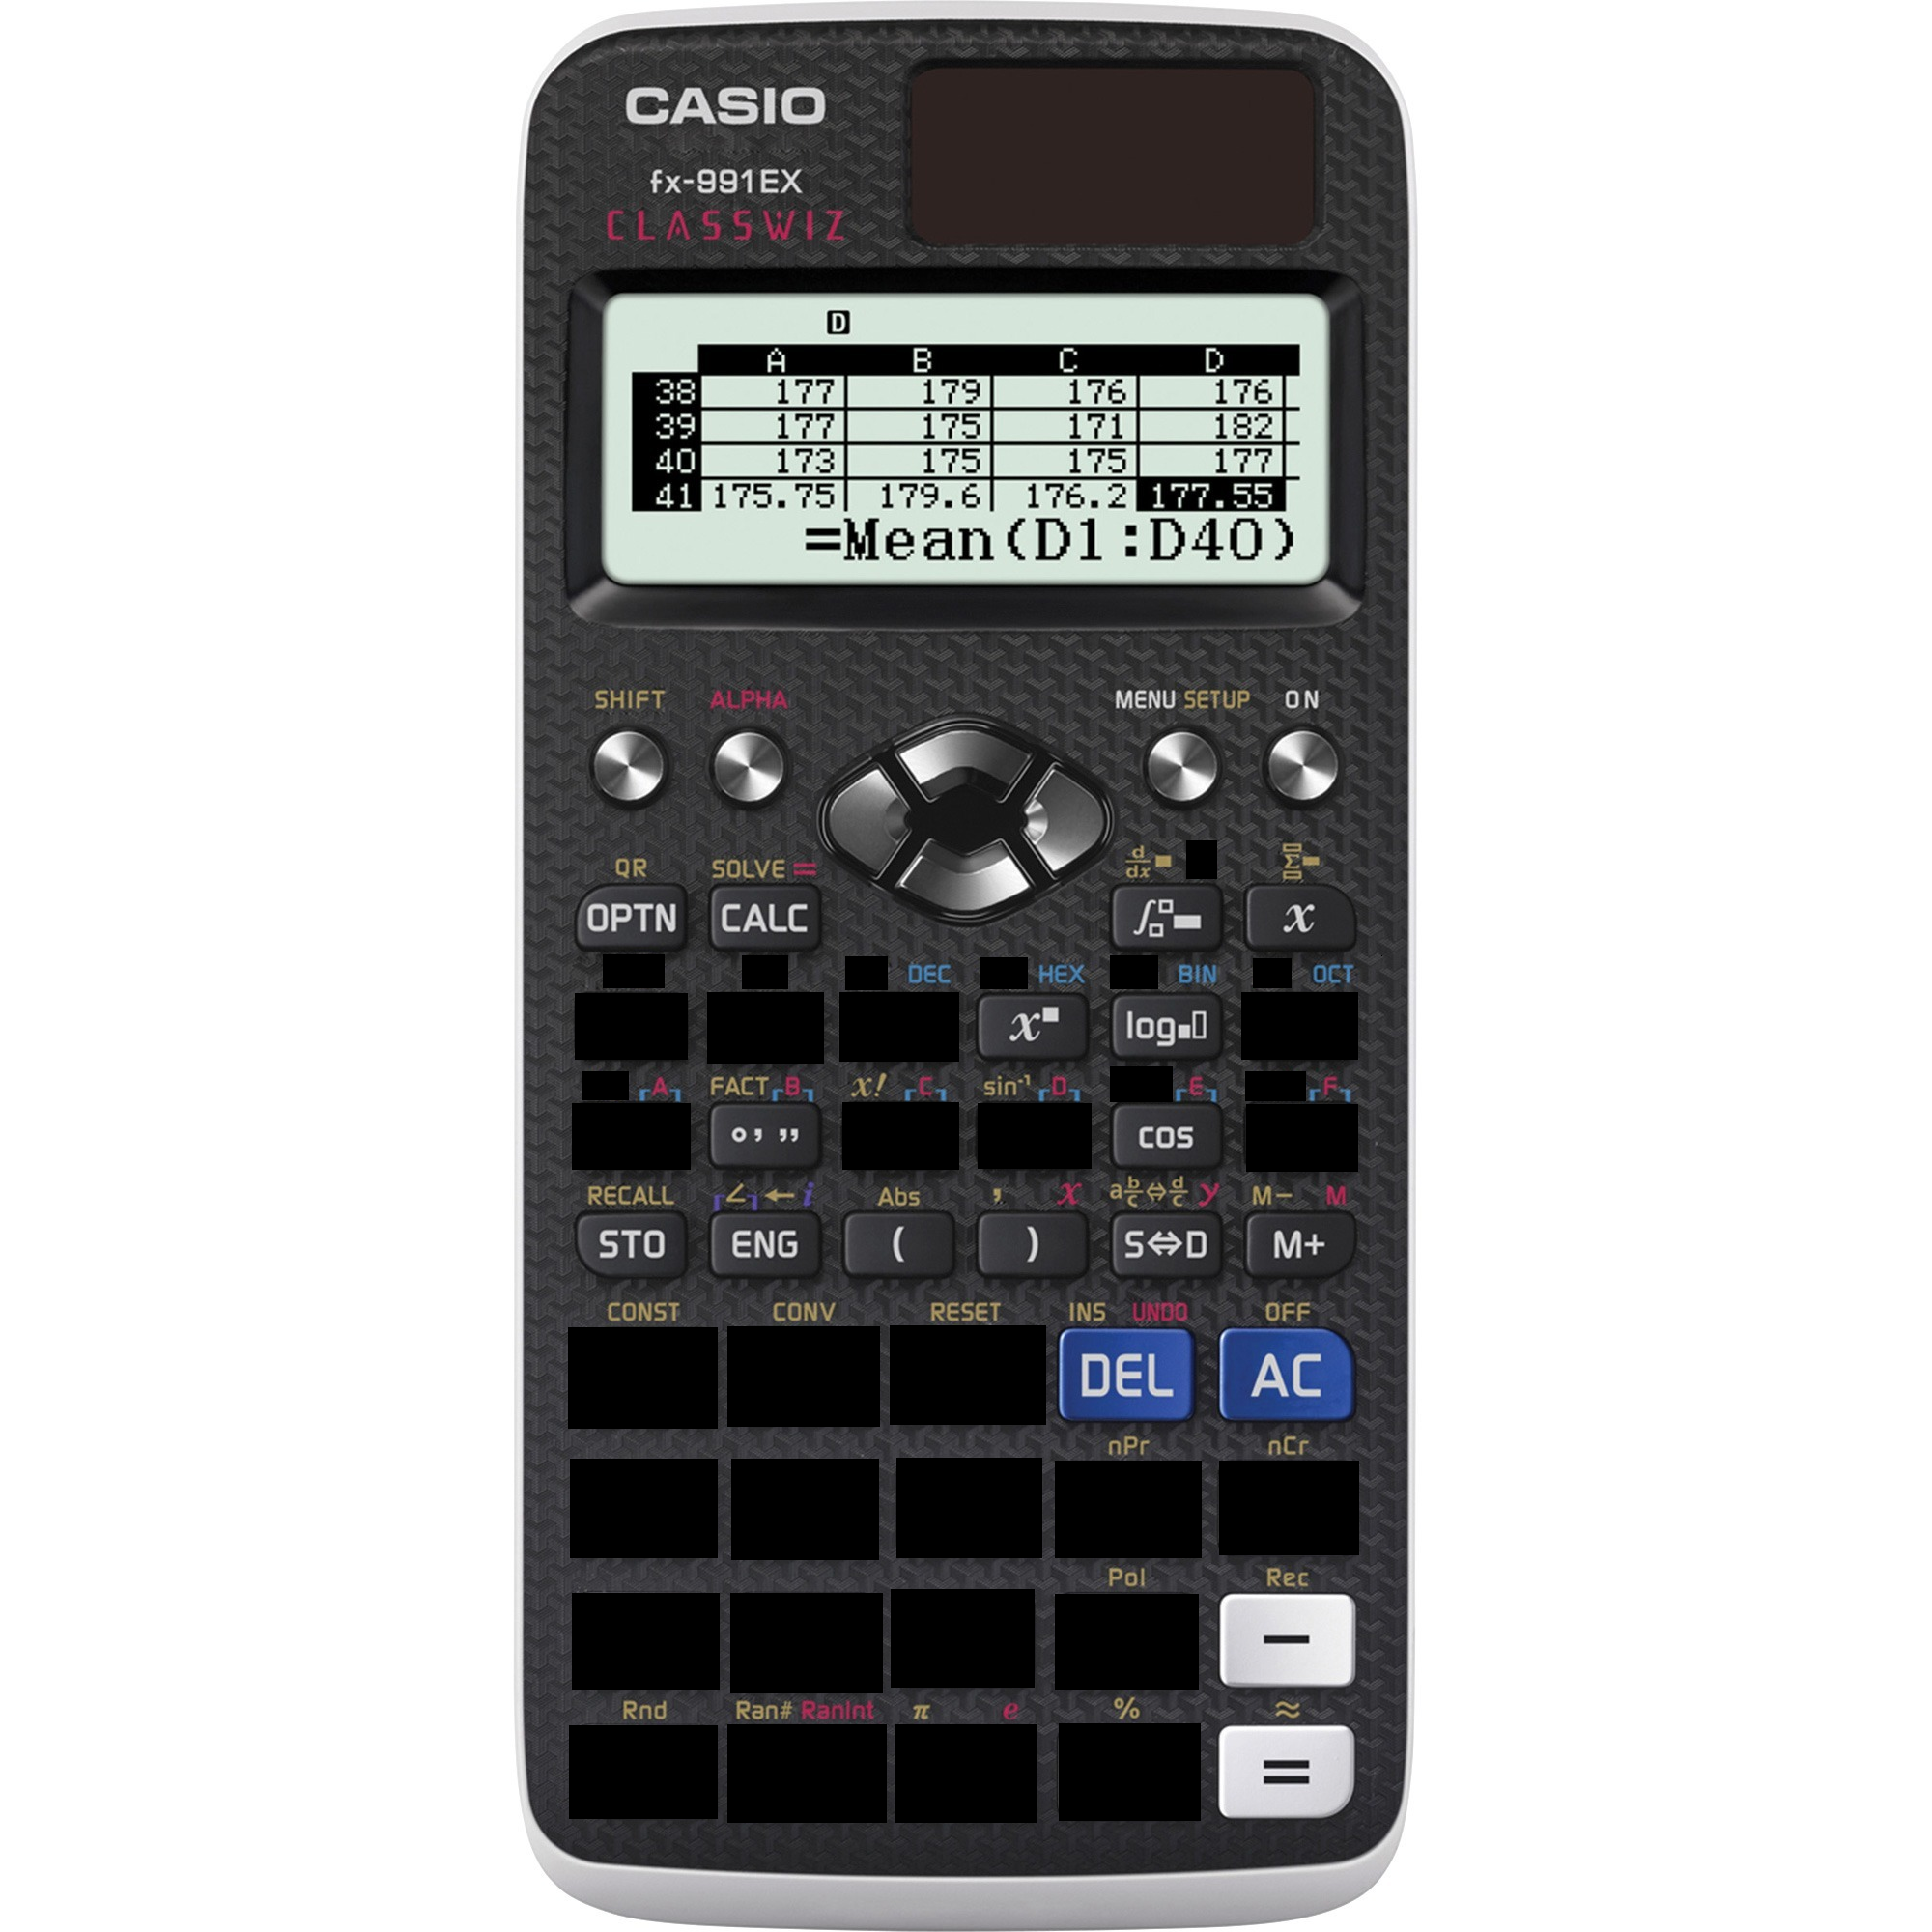 CASIO
fx-991EX
CLASSWIZ
D
A B C D
38 177 179 176 176
39 177 175 171 182
40 173 175 175 177
41 175.75 179.6 176.2 177.55
=Mean(D1:D40)
SHIFT ALPHA MENU SETUP ON
QR SOLVE = d/dx■ Σ■
OPTN CALC ∫■ x
DEC HEX BIN OCT
x■ log■□
A FACT B x! C sin⁻¹ D E F
° ’ ” cos
RECALL ∠ ← i Abs , x a b/c⇔d/c y M− M
STO ENG ( ) S⇔D M+
CONST CONV RESET INS UNDO OFF
DEL AC
nPr nCr
Pol Rec
−
Rnd Ran# RanInt π e % ≈
=